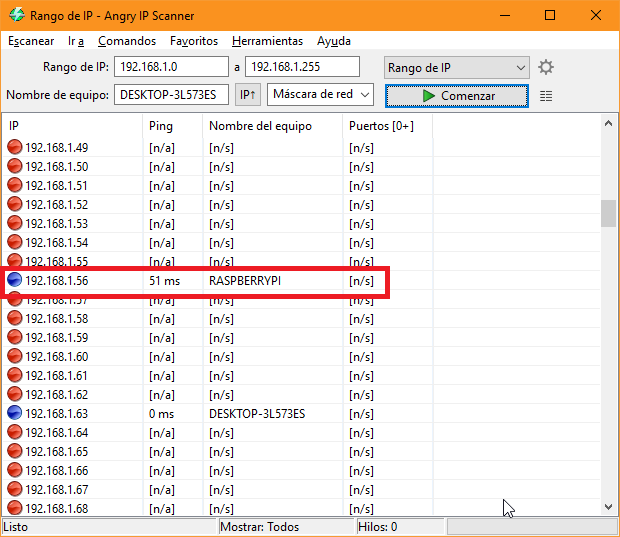 Rango de IP - Angry IP Scanner
Escanear Ir a Comandos Favoritos Herramientas Ayuda
Rango de IP: 192.168.1.0 a 192.168.1.255 Rango de IP
Nombre de equipo: DESKTOP-3L573ES IP↑ Máscara de red Comenzar
IP Ping Nombre del equipo Puertos [0+]
192.168.1.49 [n/a] [n/s] [n/s]
192.168.1.50 [n/a] [n/s] [n/s]
192.168.1.51 [n/a] [n/s] [n/s]
192.168.1.52 [n/a] [n/s] [n/s]
192.168.1.53 [n/a] [n/s] [n/s]
192.168.1.54 [n/a] [n/s] [n/s]
192.168.1.55 [n/a] [n/s] [n/s]
192.168.1.56 51 ms RASPBERRYPI [n/s]
192.168.1.57 [n/a] [n/s] [n/s]
192.168.1.58 [n/a] [n/s] [n/s]
192.168.1.59 [n/a] [n/s] [n/s]
192.168.1.60 [n/a] [n/s] [n/s]
192.168.1.61 [n/a] [n/s] [n/s]
192.168.1.62 [n/a] [n/s] [n/s]
192.168.1.63 0 ms DESKTOP-3L573ES [n/s]
192.168.1.64 [n/a] [n/s] [n/s]
192.168.1.65 [n/a] [n/s] [n/s]
192.168.1.66 [n/a] [n/s] [n/s]
192.168.1.67 [n/a] [n/s] [n/s]
192.168.1.68 [n/a] [n/s] [n/s]
Listo Mostrar: Todos Hilos: 0